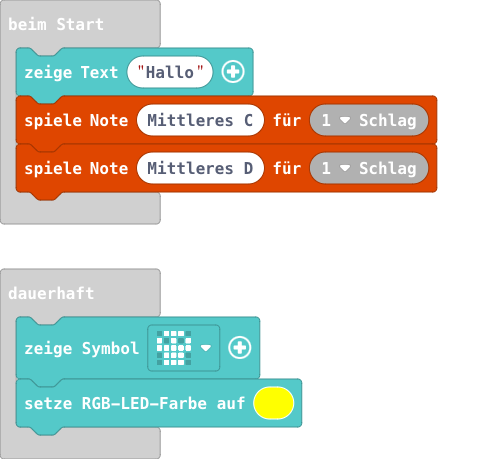 beim Start
zeige Text "Hallo"
spiele Note Mittleres C für 1 Schlag
spiele Note Mittleres D für 1 Schlag
dauerhaft
zeige Symbol
setze RGB-LED-Farbe auf